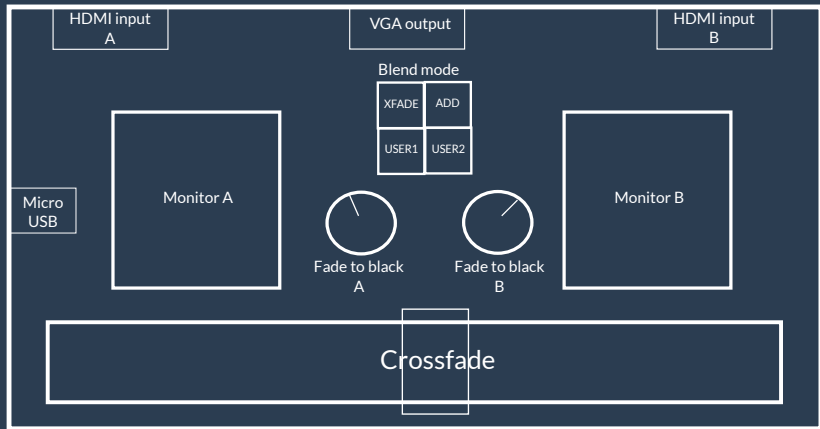 HDMI input
A
VGA output
HDMI input
B
Blend mode
XFADE
ADD
USER1
USER2
Monitor A
Monitor B
Micro
USB
Fade to black
A
Fade to black
B
Crossfade